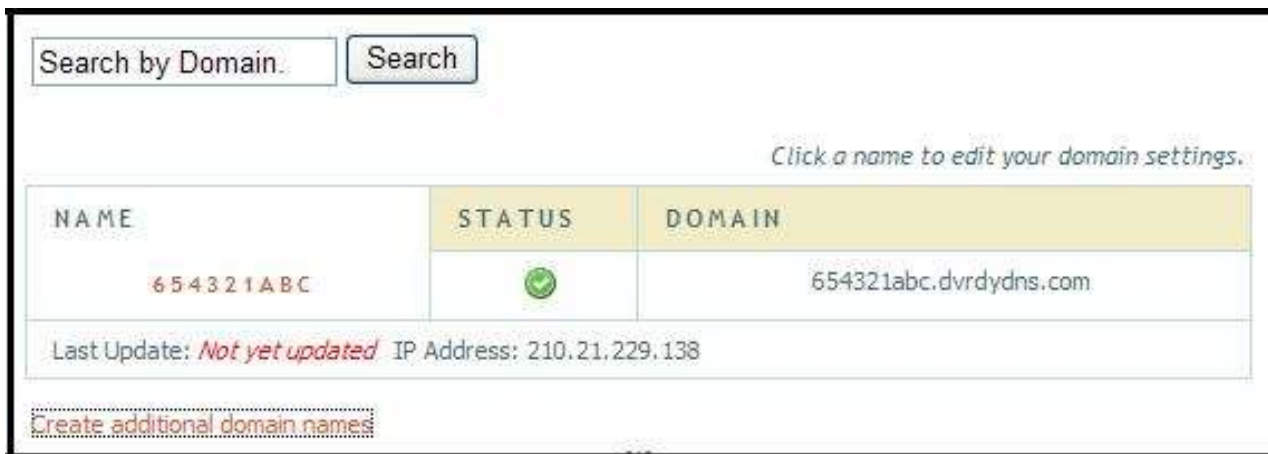 Search by Domain. Search
Click a name to edit your domain settings.
NAME STATUS DOMAIN
654321ABC 654321abc.dvrdydns.com
Last Update: Not yet updated IP Address: 210.21.229.138
Create additional domain names